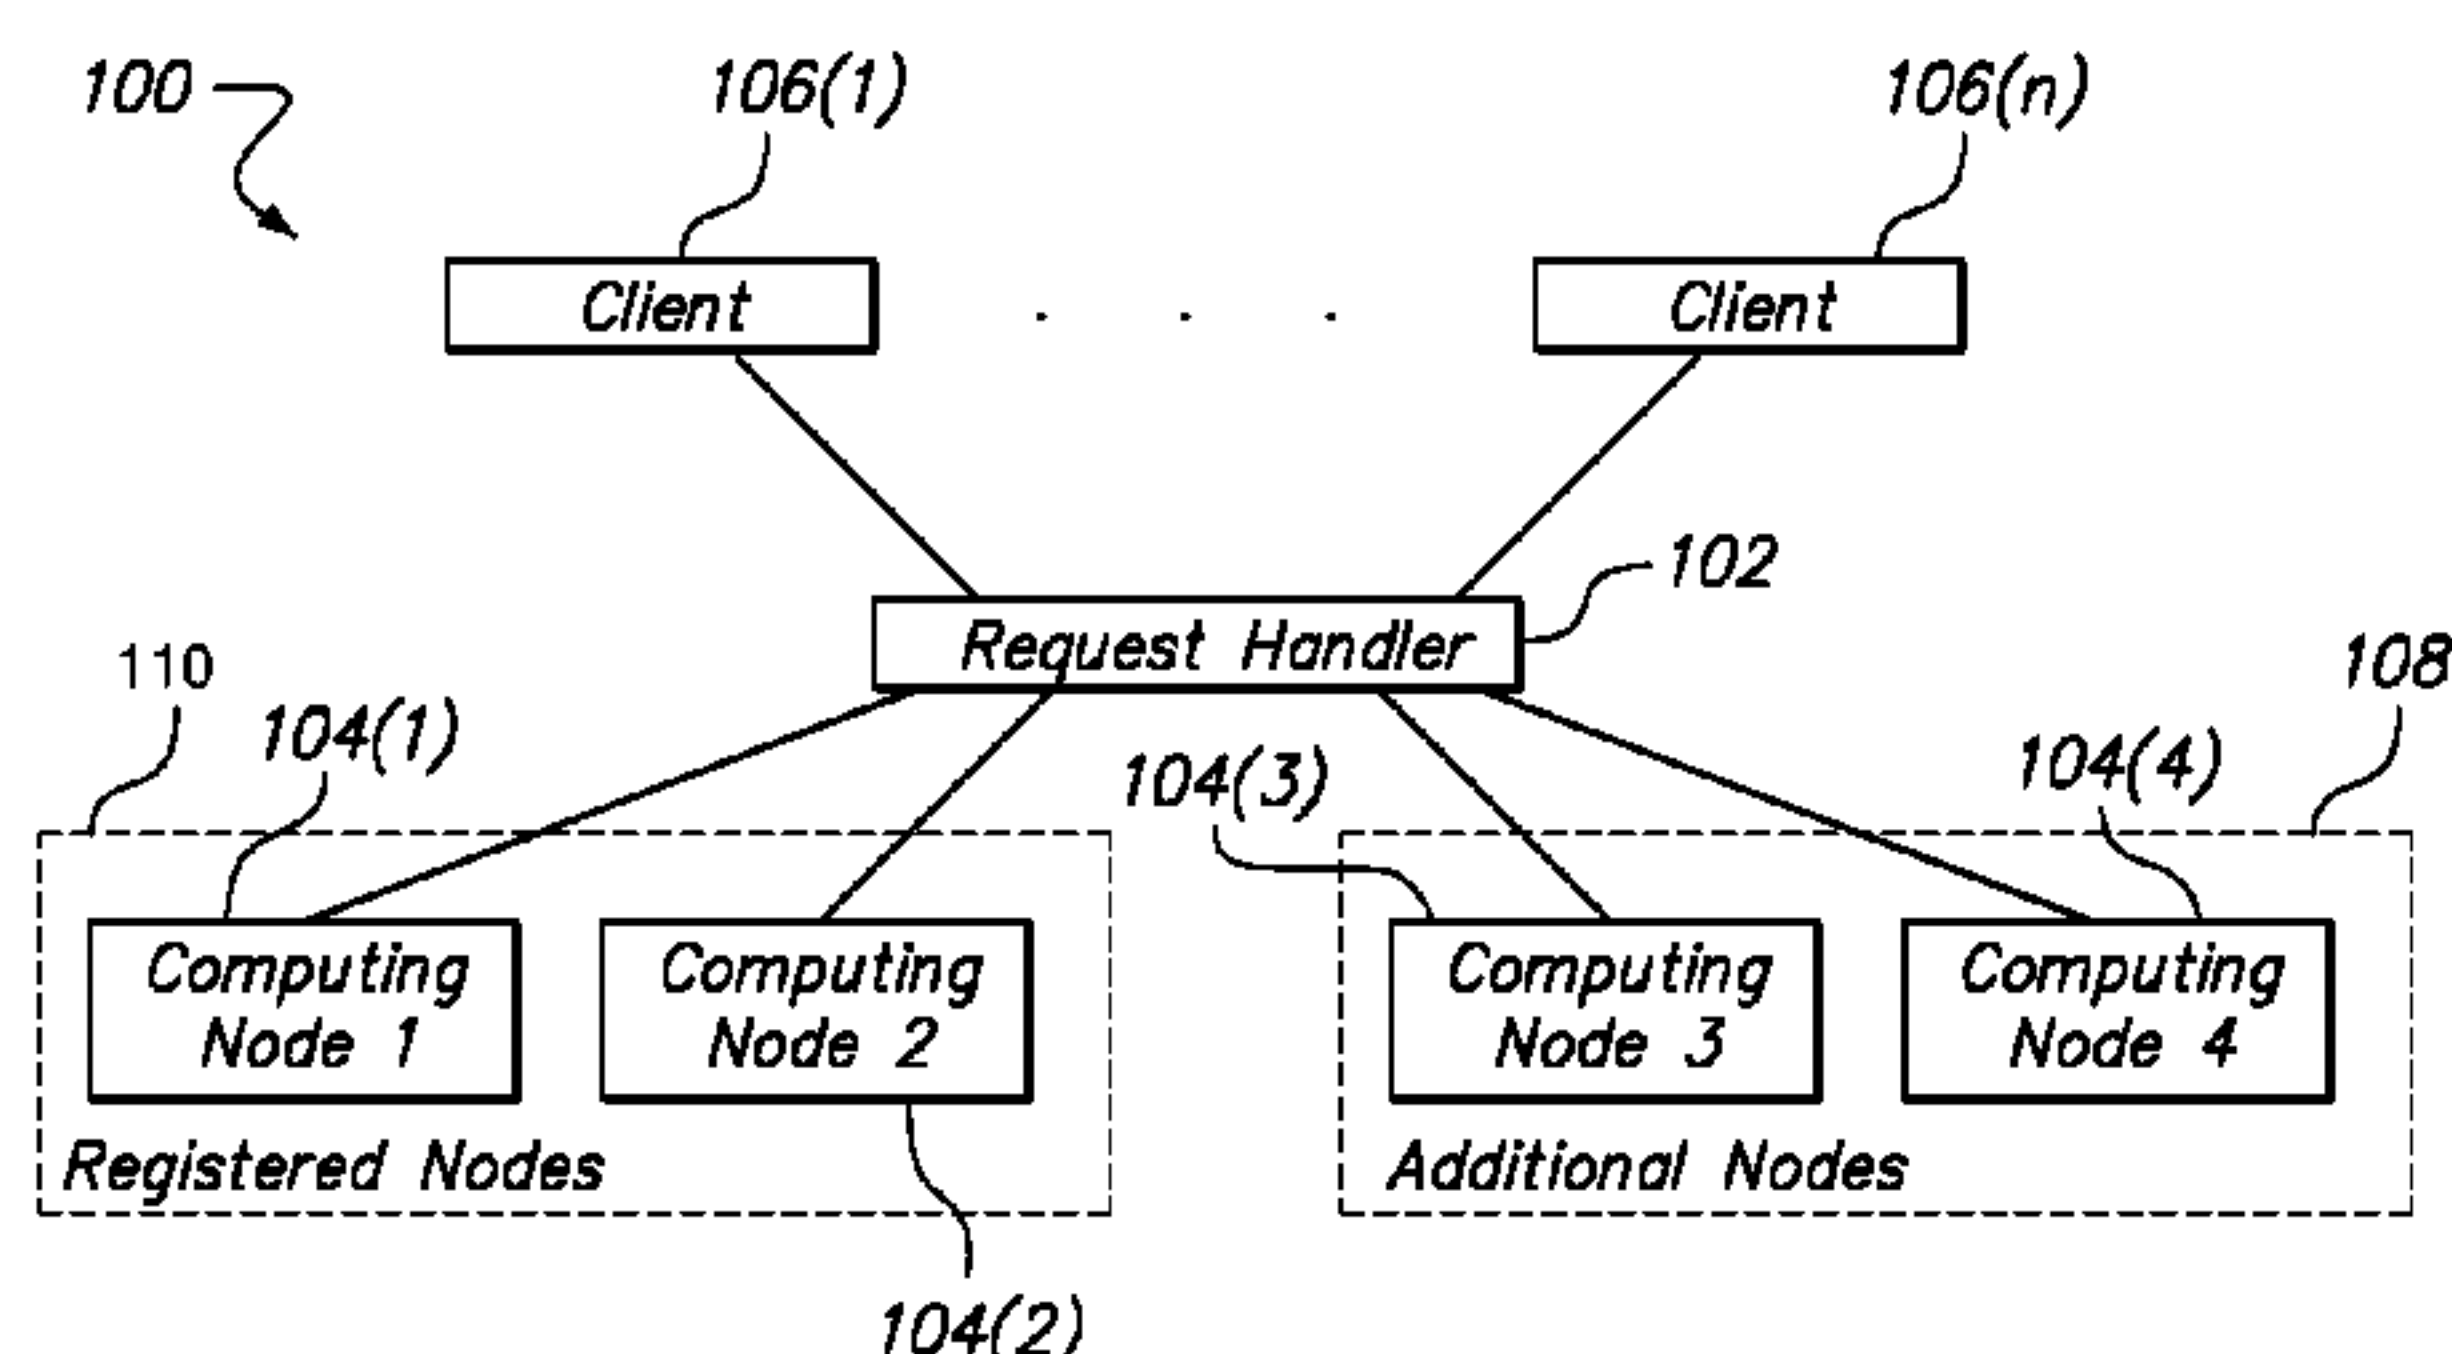 100
106(1)
106(n)
Client
. . .
Client
102
Request Handler
110
108
104(1)
104(3)
104(4)
Computing
Node 1
Computing
Node 2
Computing
Node 3
Computing
Node 4
Registered Nodes
Additional Nodes
104(2)